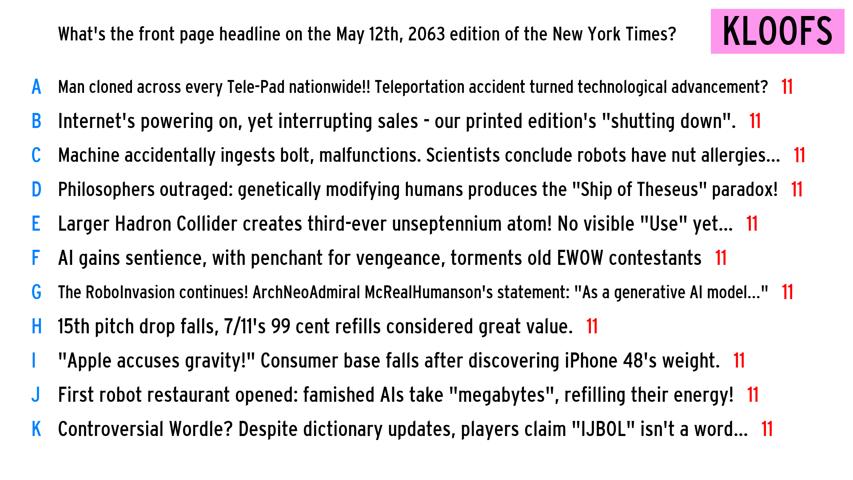 What's the front page headline on the May 12th, 2063 edition of the New York Times? KLOOFS
A Man cloned across every Tele-Pad nationwide!! Teleportation accident turned technological advancement? 11
B Internet's powering on, yet interrupting sales - our printed edition's "shutting down". 11
C Machine accidentally ingests bolt, malfunctions. Scientists conclude robots have nut allergies... 11
D Philosophers outraged: genetically modifying humans produces the "Ship of Theseus" paradox! 11
E Larger Hadron Collider creates third-ever unseptennium atom! No visible "Use" yet... 11
F AI gains sentience, with penchant for vengeance, torments old EWOW contestants 11
G The RoboInvasion continues! ArchNeoAdmiral McRealHumanson's statement: "As a generative AI model..." 11
H 15th pitch drop falls, 7/11's 99 cent refills considered great value. 11
I "Apple accuses gravity!" Consumer base falls after discovering iPhone 48's weight. 11
J First robot restaurant opened: famished AIs take "megabytes", refilling their energy! 11
K Controversial Wordle? Despite dictionary updates, players claim "IJBOL" isn't a word... 11